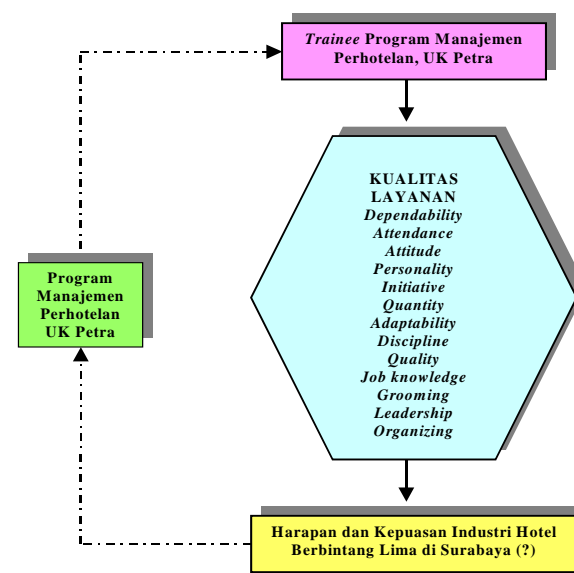 Trainee Program Manajemen
Perhotelan, UK Petra
KUALITAS
LAYANAN
Dependability
Attendance
Attitude
Personality
Initiative
Quantity
Adaptability
Discipline
Quality
Job knowledge
Grooming
Leadership
Organizing
Program
Manajemen
Perhotelan
UK Petra
Harapan dan Kepuasan Industri Hotel
Berbintang Lima di Surabaya (?)